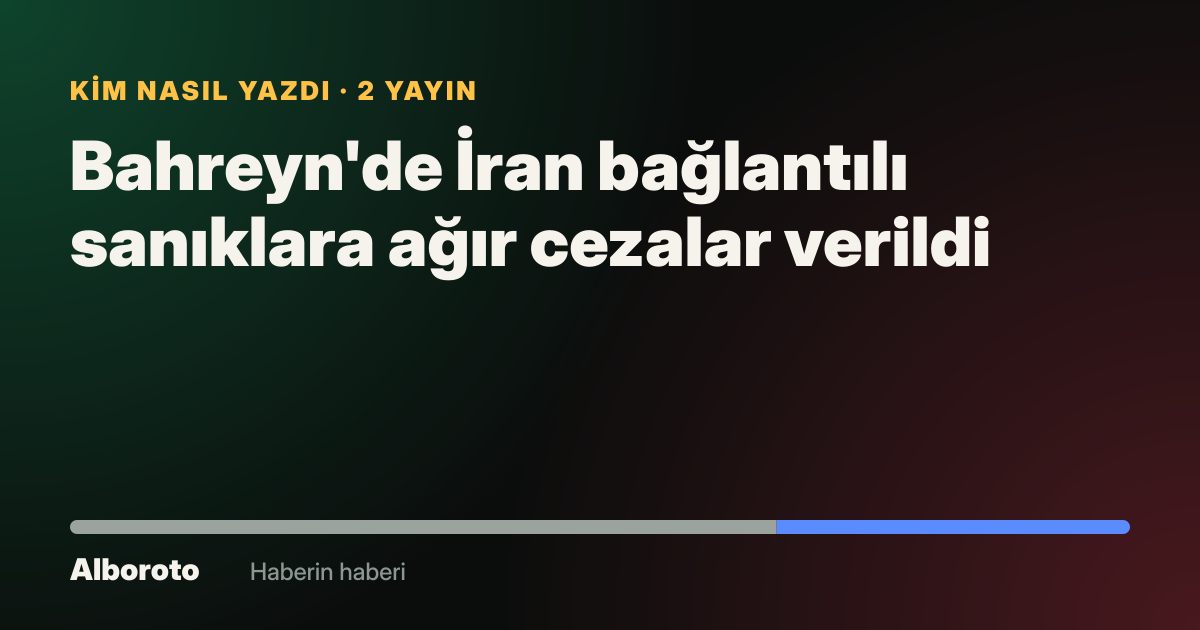 KİM NASIL YAZDI · 2 YAYIN
Bahreyn'de İran bağlantılı
sanıklara ağır cezalar verildi
Alboroto
Haberin haberi